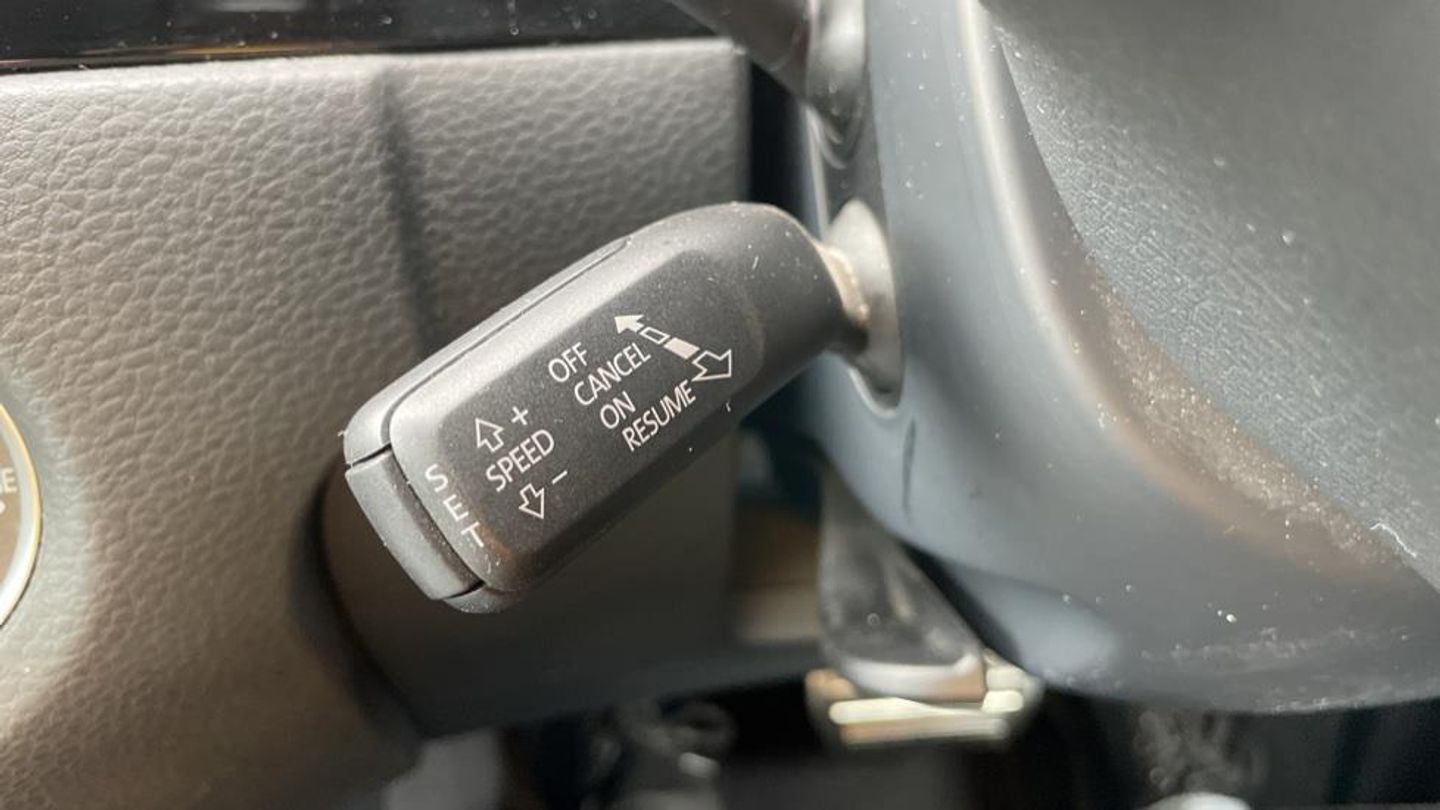 OFF
CANCEL
ON
RESUME
+
SPEED
−
SET